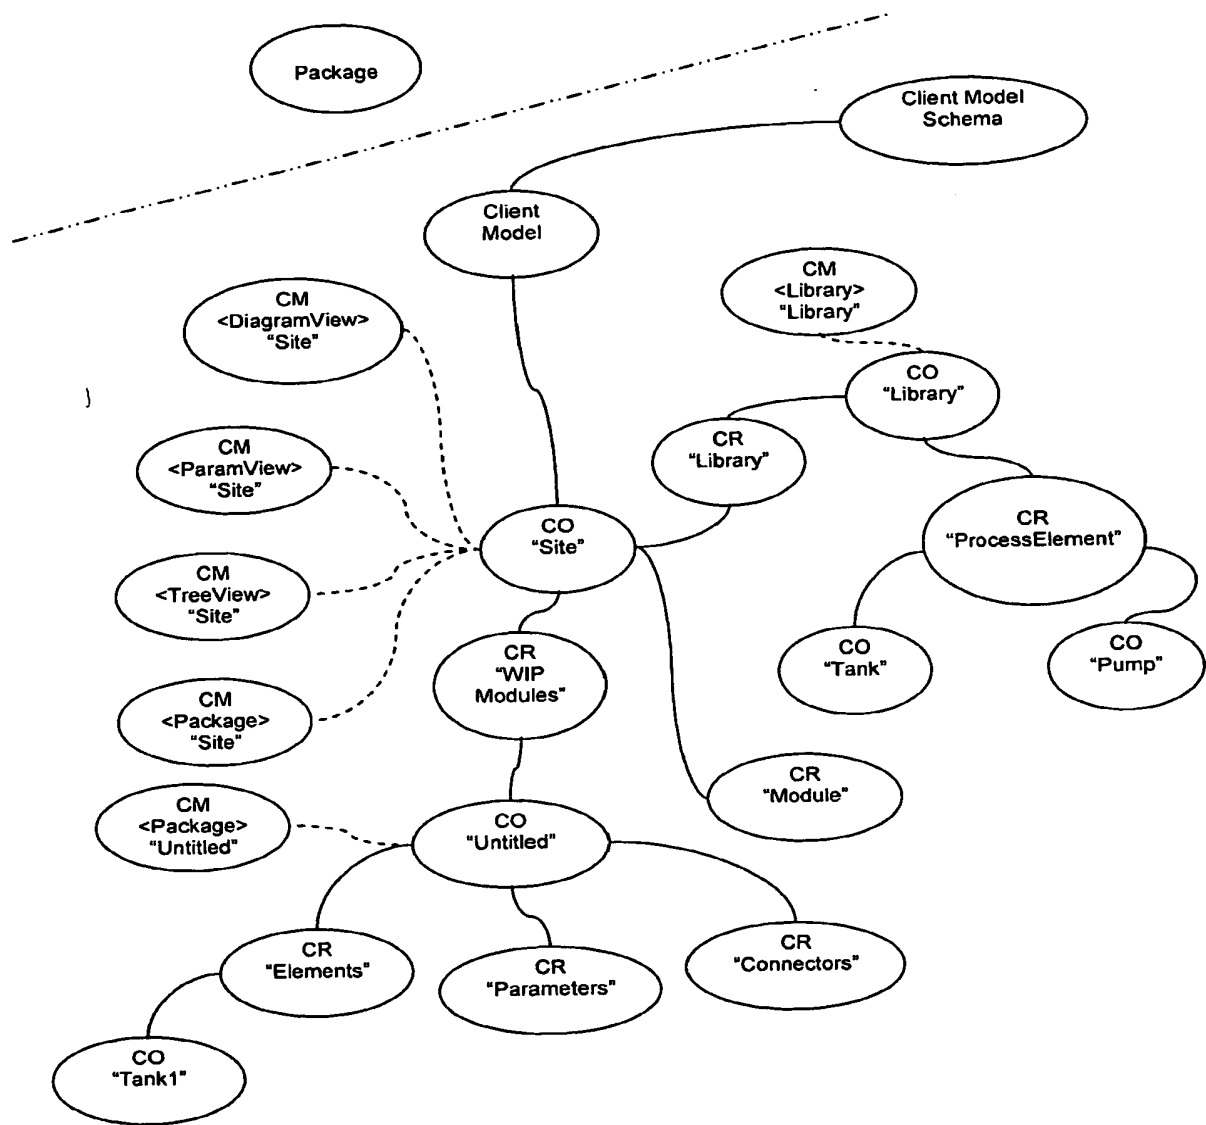 Package
Client Model
Schema
Client
Model
CM
<Library>
"Library"
CM
<DiagramView>
"Site"
CO
"Library"
CR
"Library"
CM
<ParamView>
"Site"
CR
"ProcessElement"
CO
"Site"
CM
<TreeView>
"Site"
CR
"WIP
Modules"
CO
"Tank"
CO
"Pump"
CM
<Package>
"Site"
CR
"Module"
CM
<Package>
"Untitled"
CO
"Untitled"
CR
"Elements"
CR
"Parameters"
CR
"Connectors"
CO
"Tank1"